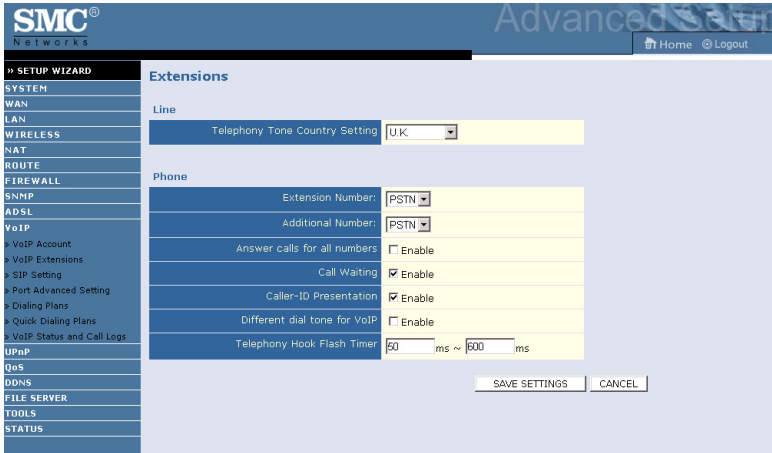 SMC®
Networks
Advanced Setup
Home Logout
» SETUP WIZARD
SYSTEM
WAN
LAN
WIRELESS
NAT
ROUTE
FIREWALL
SNMP
ADSL
VoIP
» VoIP Account
» VoIP Extensions
» SIP Setting
» Port Advanced Setting
» Dialing Plans
» Quick Dialing Plans
» VoIP Status and Call Logs
UPnP
QoS
DDNS
FILE SERVER
TOOLS
STATUS
Extensions
Line
Telephony Tone Country Setting U.K.
Phone
Extension Number: PSTN
Additional Number: PSTN
Answer calls for all numbers Enable
Call Waiting Enable
Caller-ID Presentation Enable
Different dial tone for VoIP Enable
Telephony Hook Flash Timer 50 ms ~ 600 ms
SAVE SETTINGS CANCEL